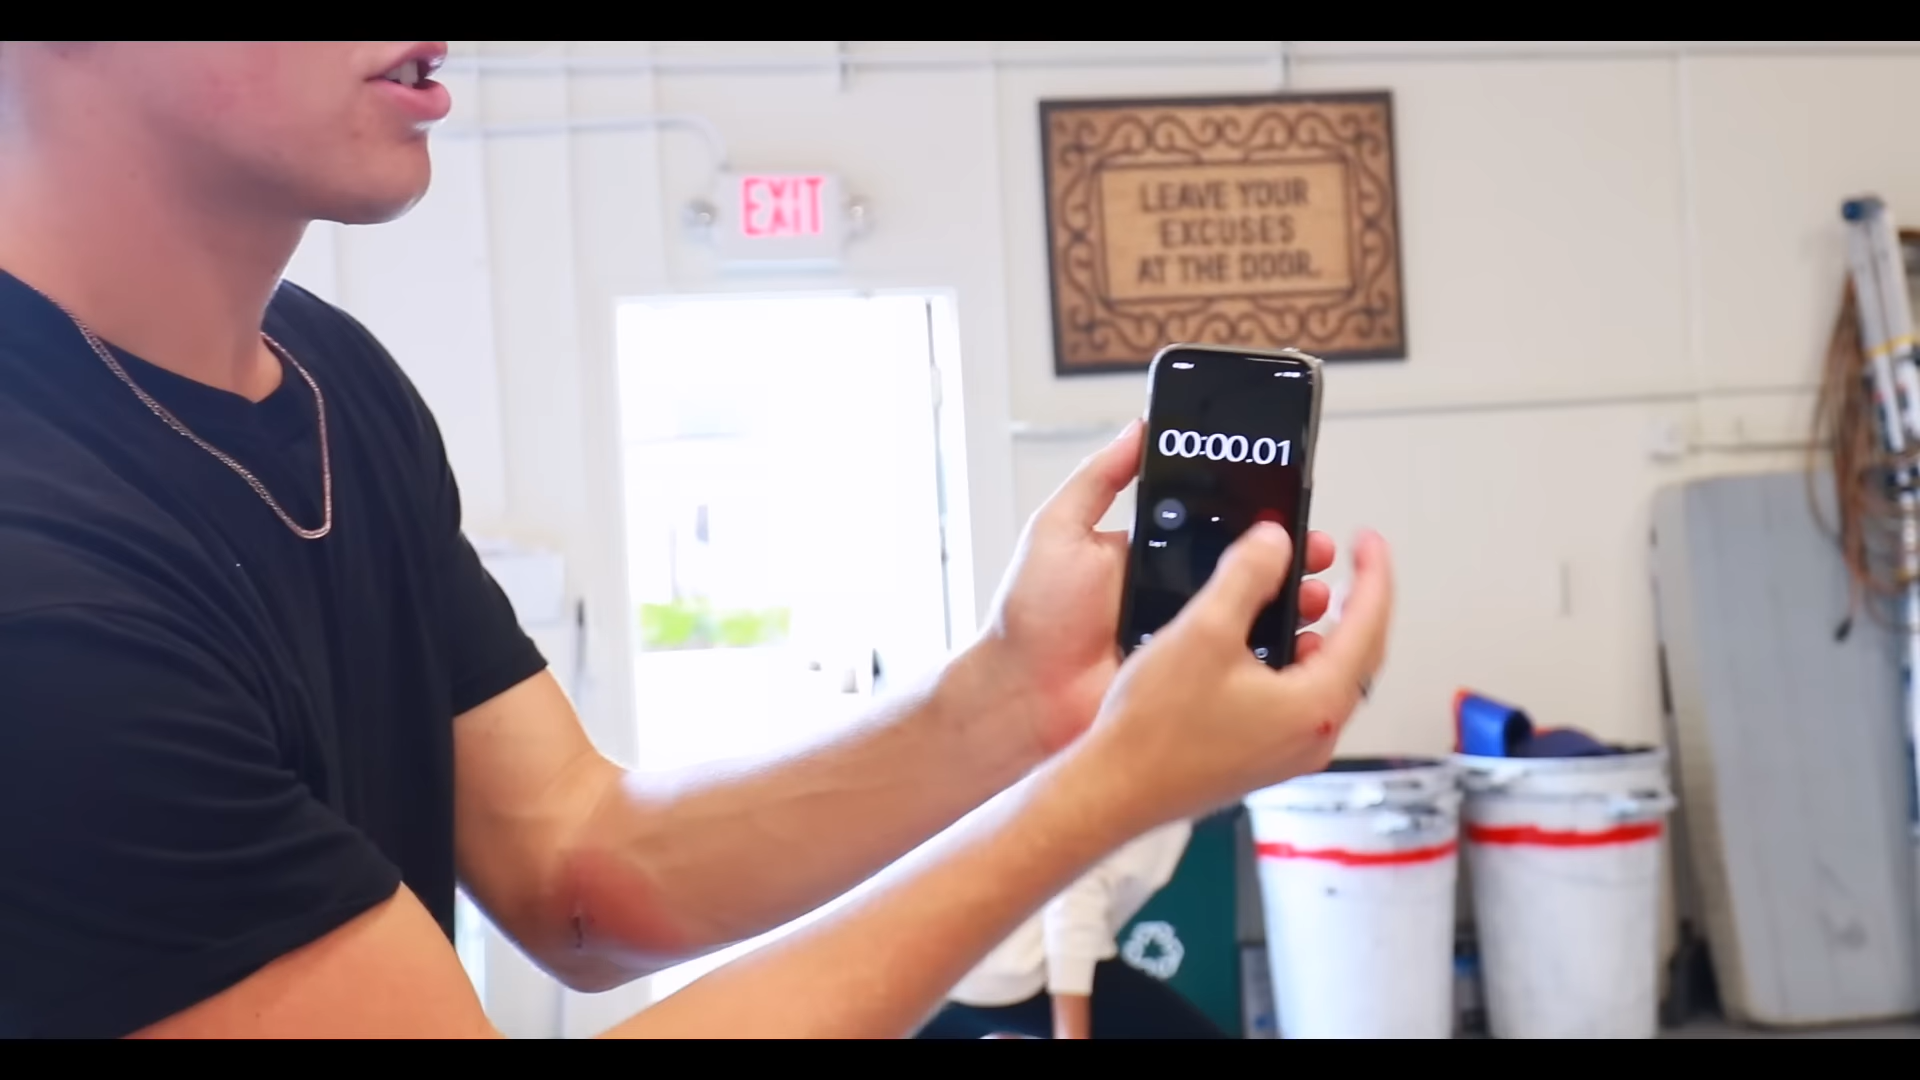 EXIT
LEAVE YOUR
EXCUSES
AT THE DOOR.
00:00.01